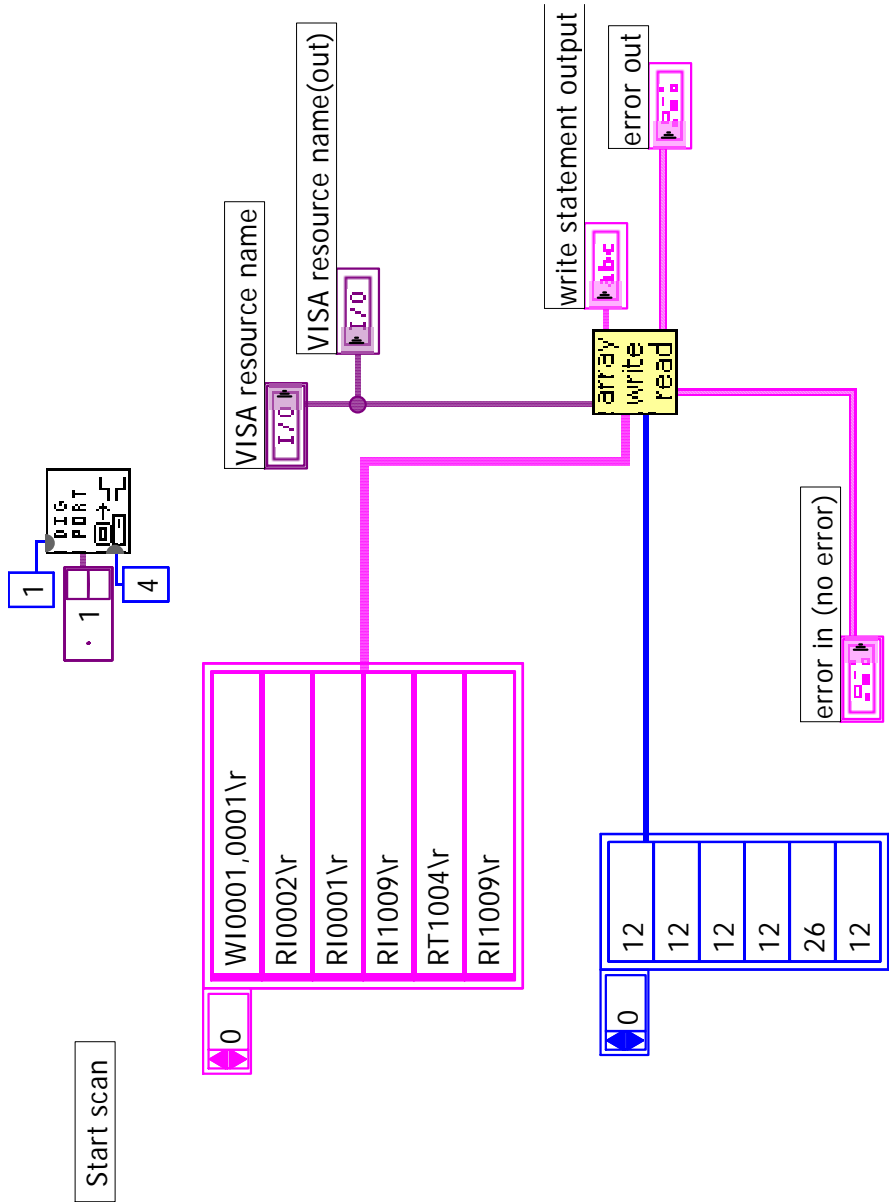 Start scan
1
DIG
PORT
. 1
4
VISA resource name
I/O
VISA resource name(out)
I/O
0
WI0001,0001\r
RI0002\r
RI0001\r
RI1009\r
RT1004\r
RI1009\r
write statement output
abc
error out
array
write
read
0
12
12
12
12
26
12
error in (no error)